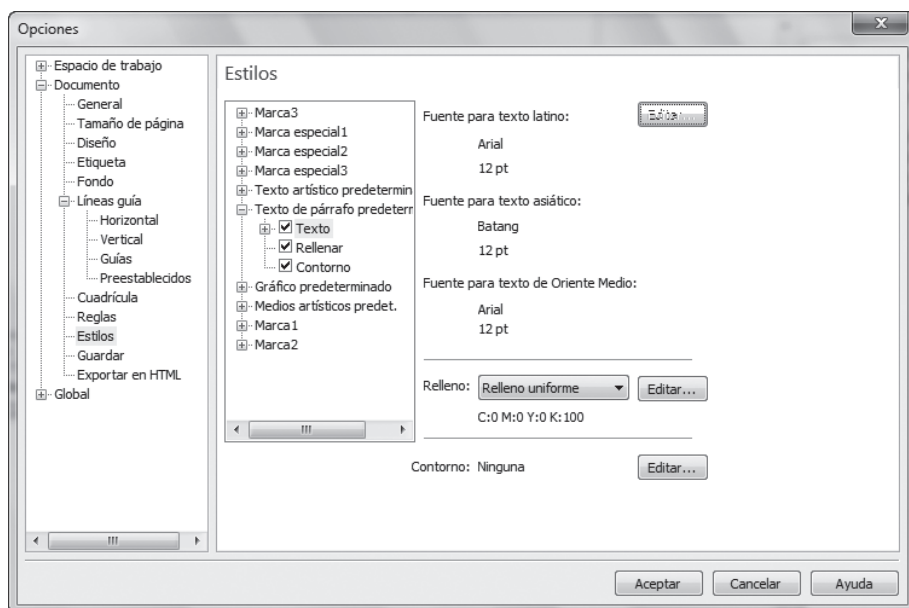 Opciones
Espacio de trabajo
Documento
General
Tamaño de página
Diseño
Etiqueta
Fondo
Líneas guía
Horizontal
Vertical
Guías
Preestablecidos
Cuadrícula
Reglas
Estilos
Guardar
Exportar en HTML
Global
Estilos
Marca3
Marca especial1
Marca especial2
Marca especial3
Texto artístico predetermin
Texto de párrafo predeterr
Texto
Rellenar
Contorno
Gráfico predeterminado
Medios artísticos predet.
Marca1
Marca2
Fuente para texto latino: Editar...
Arial
12 pt
Fuente para texto asiático:
Batang
12 pt
Fuente para texto de Oriente Medio:
Arial
12 pt
Relleno: Relleno uniforme Editar...
C:0 M:0 Y:0 K:100
Contorno: Ninguna Editar...
Aceptar Cancelar Ayuda